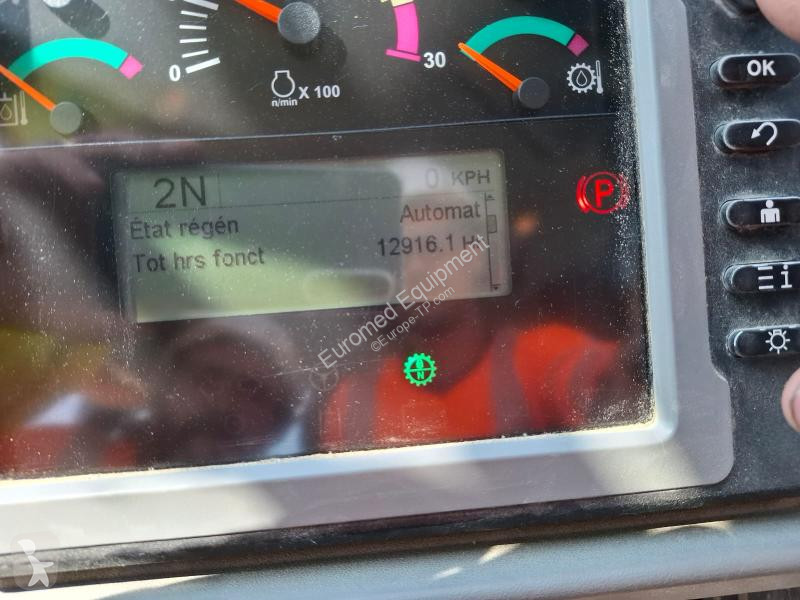 0
30
n/min X 100
OK
2N
0 KPH
État régén
Automat
Tot hrs fonct
12916.1
P
i
N
Euromed Equipment
©Europe-TP.com